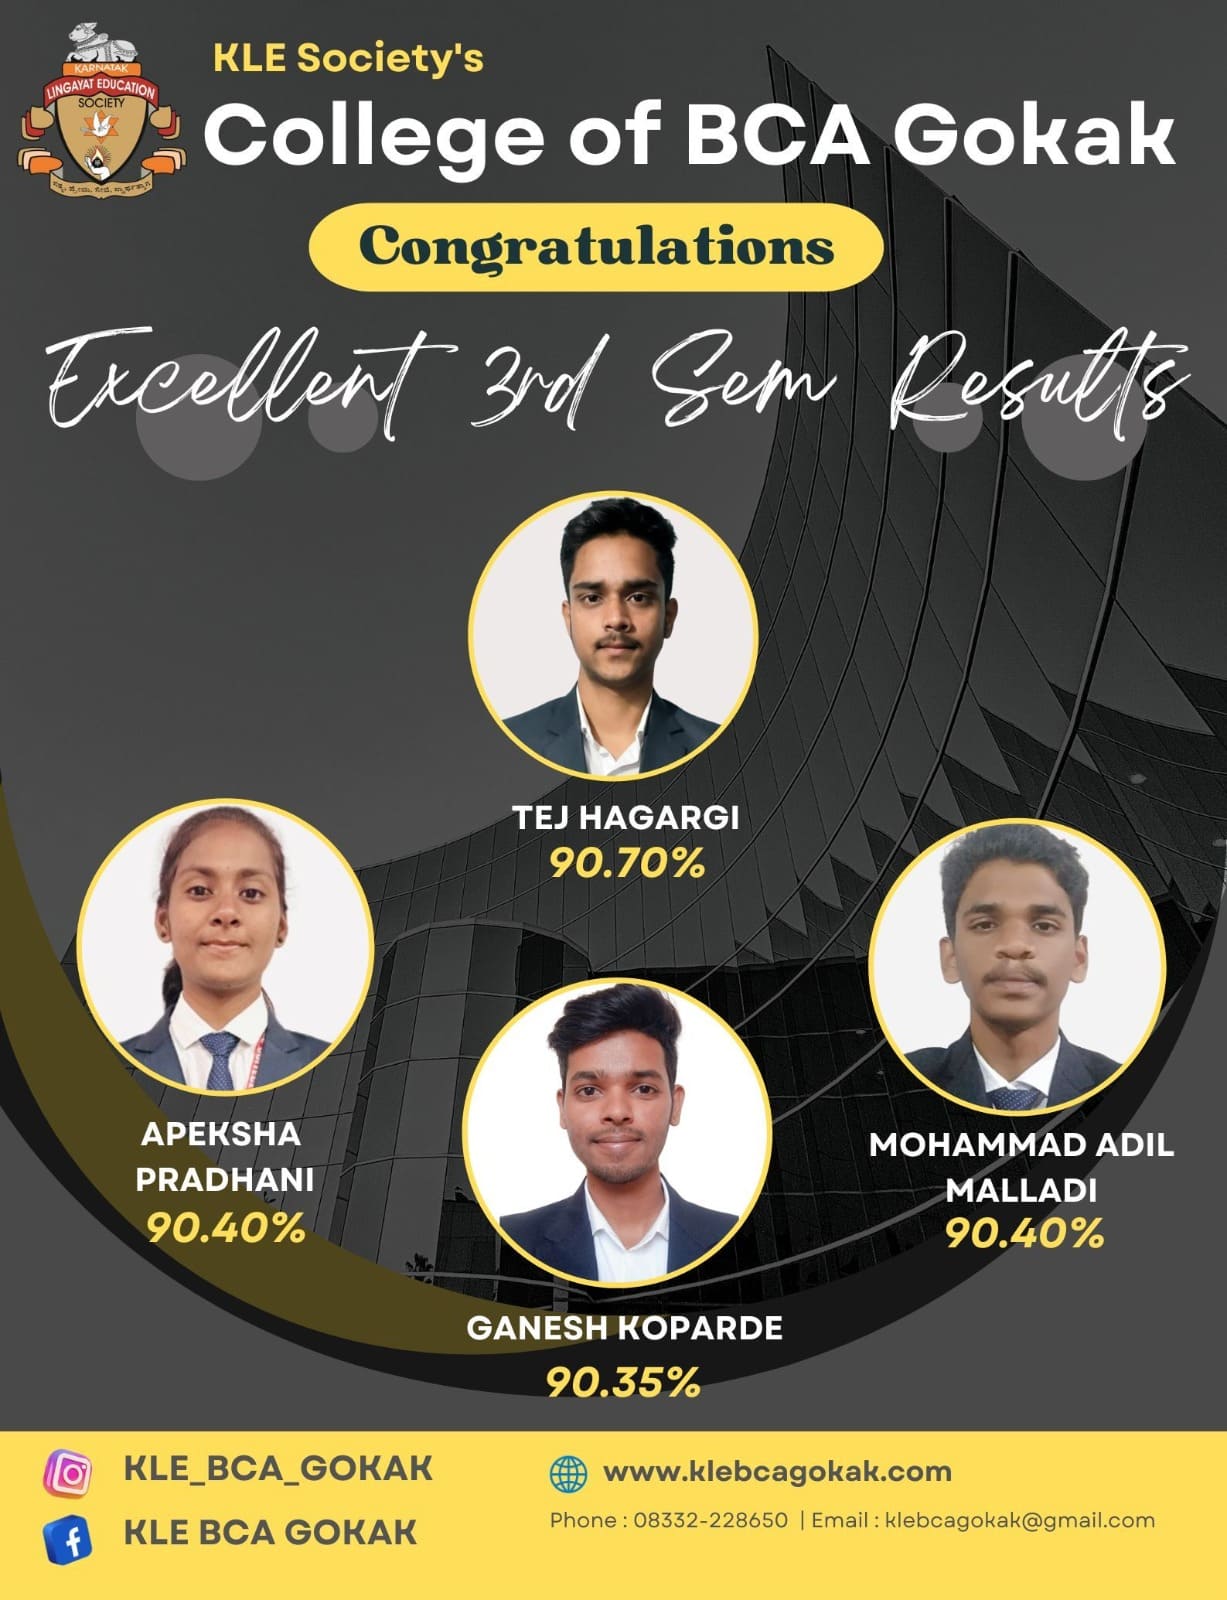 KARNATAK
LINGAYAT EDUCATION
SOCIETY
KLE Society's
College of BCA Gokak
Congratulations
Excellent 3rd Sem Results
TEJ HAGARGI
90.70%
APEKSHA
PRADHANI
90.40%
MOHAMMAD ADIL
MALLADI
90.40%
GANESH KOPARDE
90.35%
KLE_BCA_GOKAK
www.klebcagokak.com
KLE BCA GOKAK
Phone : 08332-228650 | Email : klebcagokak@gmail.com